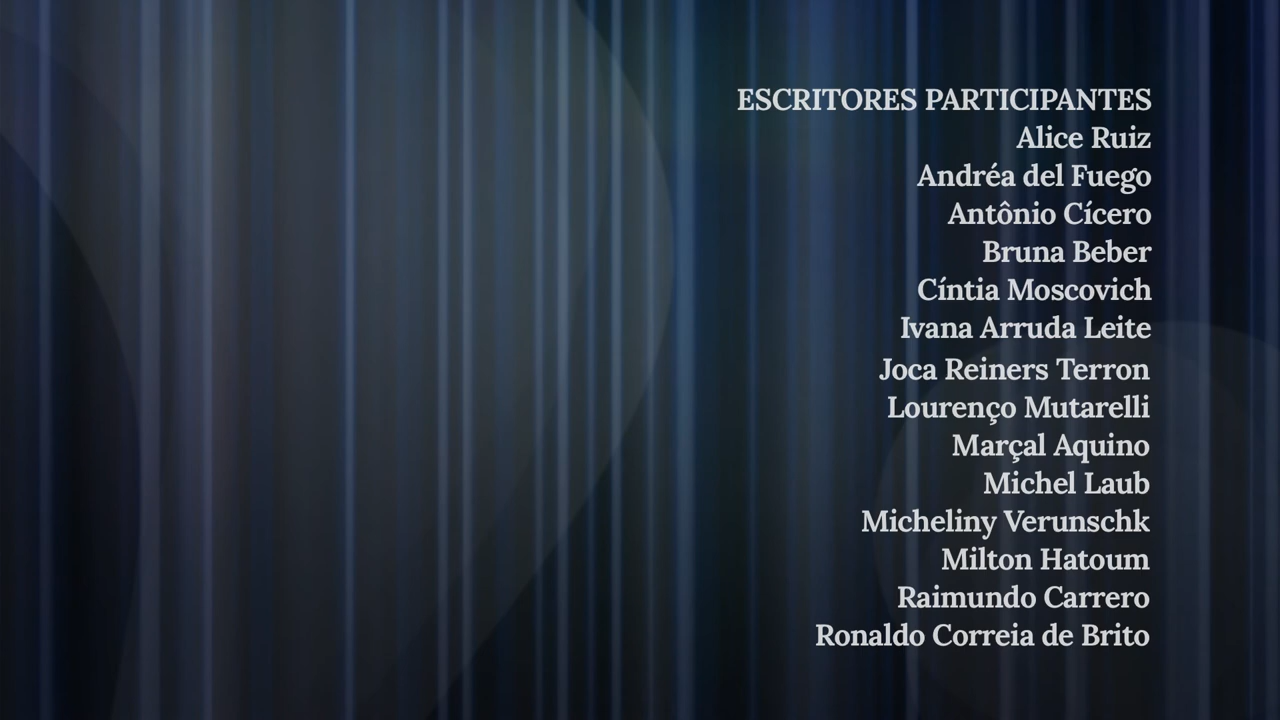 ESCRITORES PARTICIPANTES
Alice Ruiz
Andréa del Fuego
Antônio Cícero
Bruna Beber
Cíntia Moscovich
Ivana Arruda Leite
Joca Reiners Terron
Lourenço Mutarelli
Marçal Aquino
Michel Laub
Micheliny Verunschk
Milton Hatoum
Raimundo Carrero
Ronaldo Correia de Brito